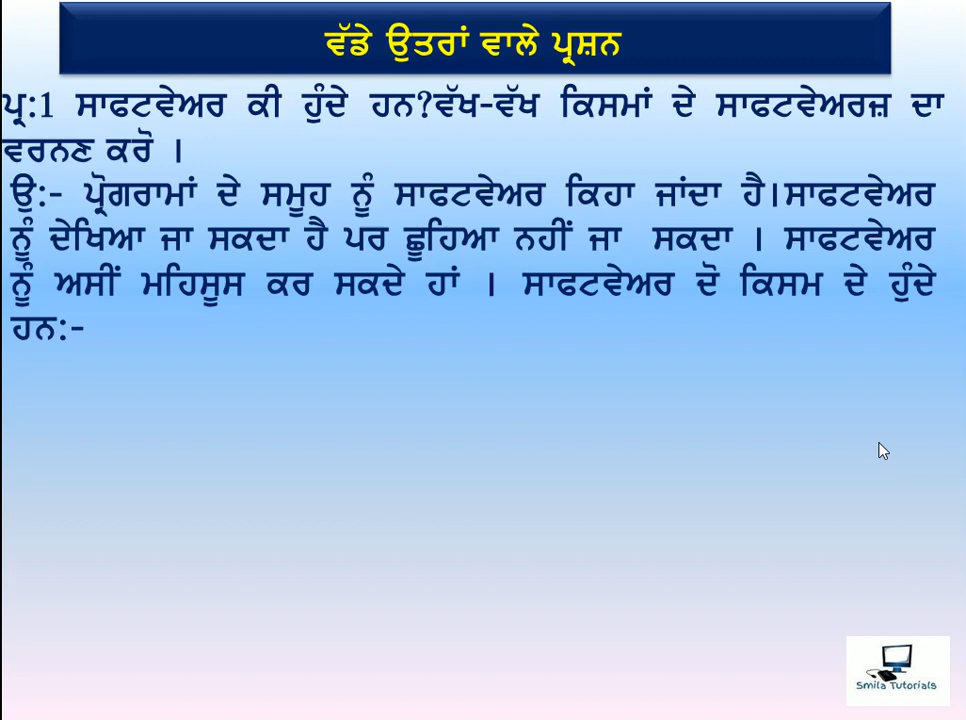 ਵੱਡੇ ਉਤਰਾਂ ਵਾਲੇ ਪ੍ਰਸ਼ਨ
ਪ੍ਰ:1 ਸਾਫਟਵੇਅਰ ਕੀ ਹੁੰਦੇ ਹਨ?ਵੱਖ-ਵੱਖ ਕਿਸਮਾਂ ਦੇ ਸਾਫਟਵੇਅਰਜ਼ ਦਾ
ਵਰਨਣ ਕਰੋ ।
ਉ:- ਪ੍ਰੋਗਰਾਮਾਂ ਦੇ ਸਮੂਹ ਨੂੰ ਸਾਫਟਵੇਅਰ ਕਿਹਾ ਜਾਂਦਾ ਹੈ।ਸਾਫਟਵੇਅਰ
ਨੂੰ ਦੇਖਿਆ ਜਾ ਸਕਦਾ ਹੈ ਪਰ ਛੂਹਿਆ ਨਹੀਂ ਜਾ ਸਕਦਾ । ਸਾਫਟਵੇਅਰ
ਨੂੰ ਅਸੀਂ ਮਹਿਸੂਸ ਕਰ ਸਕਦੇ ਹਾਂ । ਸਾਫਟਵੇਅਰ ਦੋ ਕਿਸਮ ਦੇ ਹੁੰਦੇ
ਹਨ:-
Smila Tutorials